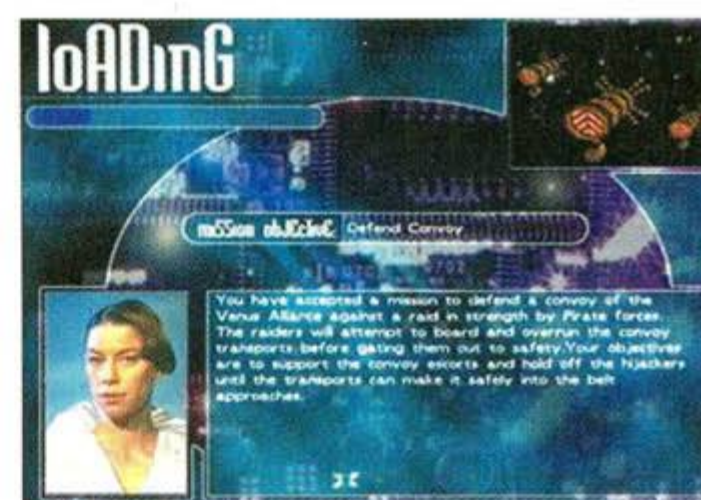 loADinG
miSSion objEctivE Defend Convoy
You have accepted a mission to defend a convoy of the
Venus Alliance against a raid in strength by Pirate forces.
The raiders will attempt to board and overrun the convoy
transports before gating them out to safety.Your objectives
are to support the convoy escorts and hold off the hijackers
until the transports can make it safely into the belt
approaches.